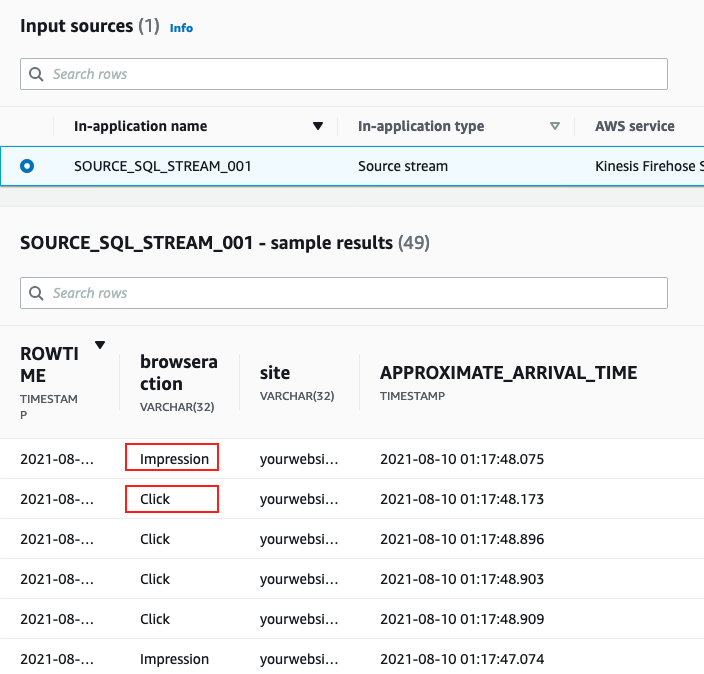 Input sources (1) Info
Search rows
In-application name In-application type AWS service
SOURCE_SQL_STREAM_001 Source stream Kinesis Firehose S
SOURCE_SQL_STREAM_001 - sample results (49)
Search rows
ROWTI
ME
TIMESTAM
P
browsera
ction
VARCHAR(32)
site
VARCHAR(32)
APPROXIMATE_ARRIVAL_TIME
TIMESTAMP
2021-08-… Impression yourwebsi… 2021-08-10 01:17:48.075
2021-08-… Click yourwebsi… 2021-08-10 01:17:48.173
2021-08-… Click yourwebsi… 2021-08-10 01:17:48.896
2021-08-… Click yourwebsi… 2021-08-10 01:17:48.903
2021-08-… Click yourwebsi… 2021-08-10 01:17:48.909
2021-08-… Impression yourwebsi… 2021-08-10 01:17:47.074